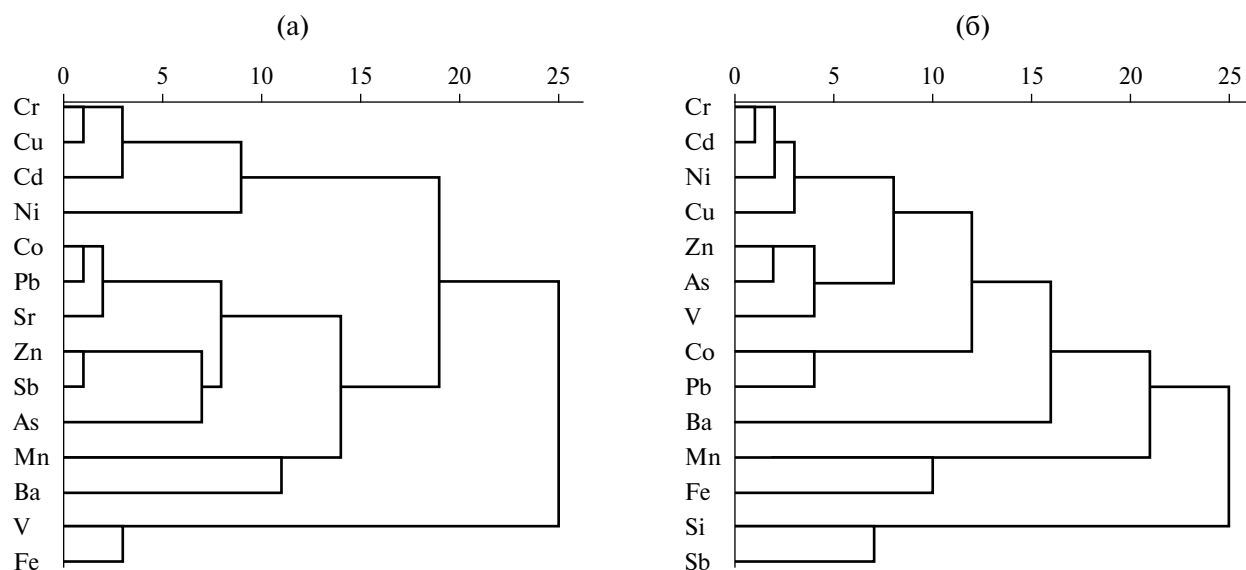 (а)
0 5 10 15 20 25
Cr
Cu
Cd
Ni
Co
Pb
Sr
Zn
Sb
As
Mn
Ba
V
Fe
(б)
0 5 10 15 20 25
Cr
Cd
Ni
Cu
Zn
As
V
Co
Pb
Ba
Mn
Fe
Si
Sb